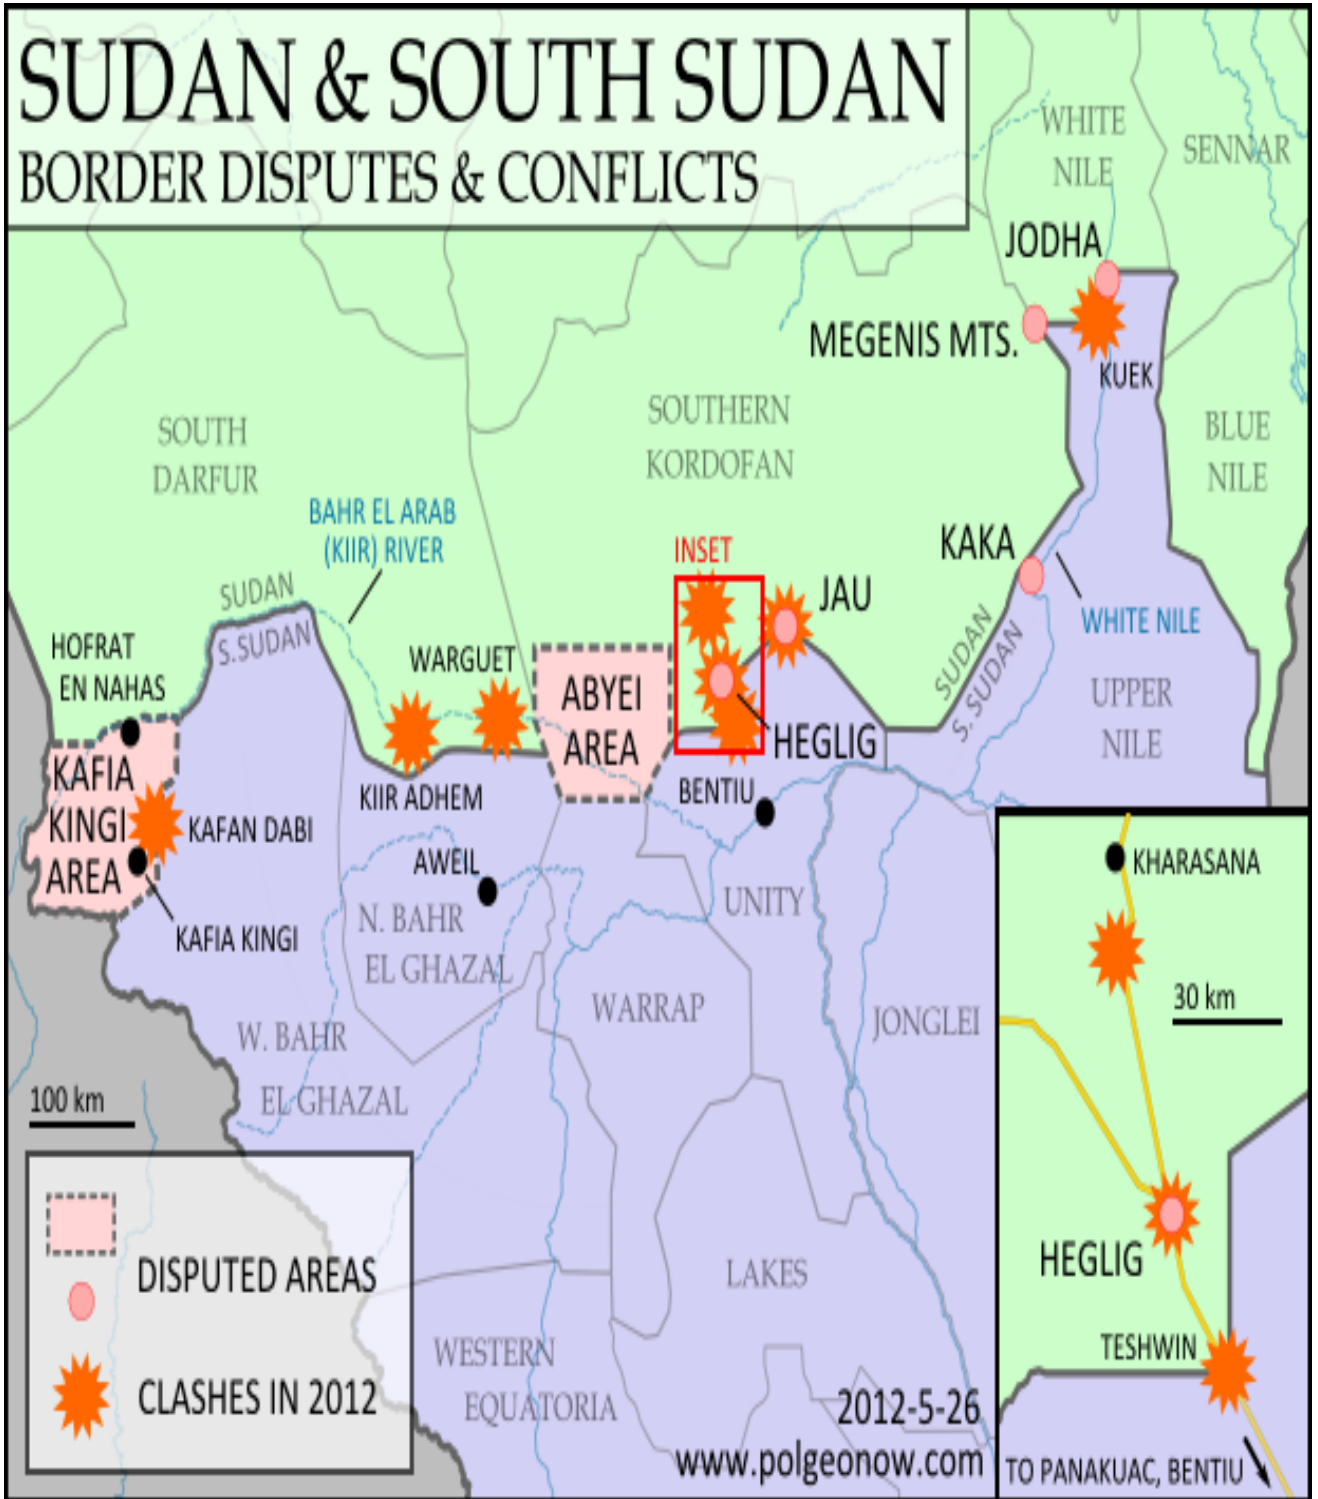 SUDAN & SOUTH SUDAN
BORDER DISPUTES & CONFLICTS
WHITE
NILE
SENNAR
JODHA
MEGENIS MTS.
KUEK
SOUTH
DARFUR
SOUTHERN
KORDOFAN
BLUE
NILE
BAHR EL ARAB
(KIIR) RIVER
INSET
KAKA
JAU
SUDAN
S.SUDAN
WHITE NILE
SUDAN
S. SUDAN
HOFRAT
EN NAHAS
WARGUET
ABYEI
AREA
UPPER
NILE
HEGLIG
KAFIA
KINGI
AREA
KIIR ADHEM
BENTIU
KAFAN DABI
AWEIL
KAFIA KINGI
N. BAHR
EL GHAZAL
UNITY
WARRAP
JONGLEI
W. BAHR
EL GHAZAL
100 km
LAKES
WESTERN
EQUATORIA
DISPUTED AREAS
CLASHES IN 2012
2012-5-26
www.polgeonow.com
KHARASANA
30 km
HEGLIG
TESHWIN
TO PANAKUAC, BENTIU